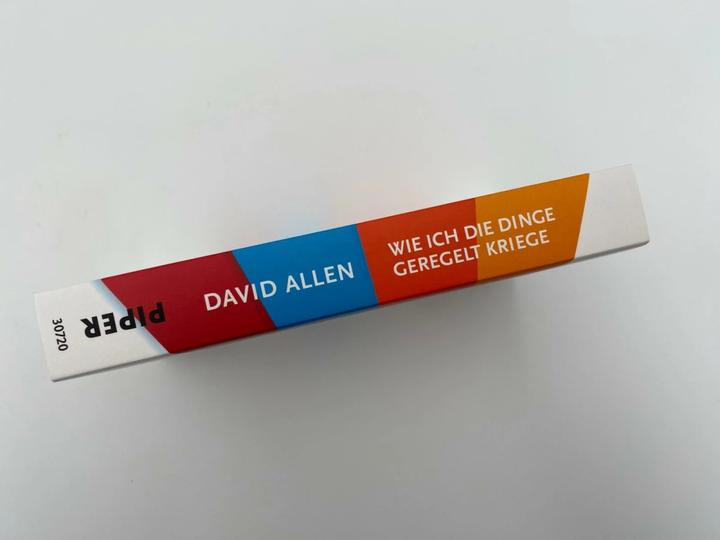 DAVID ALLEN
WIE ICH DIE DINGE
GEREGELT KRIEGE
PIPER
30720